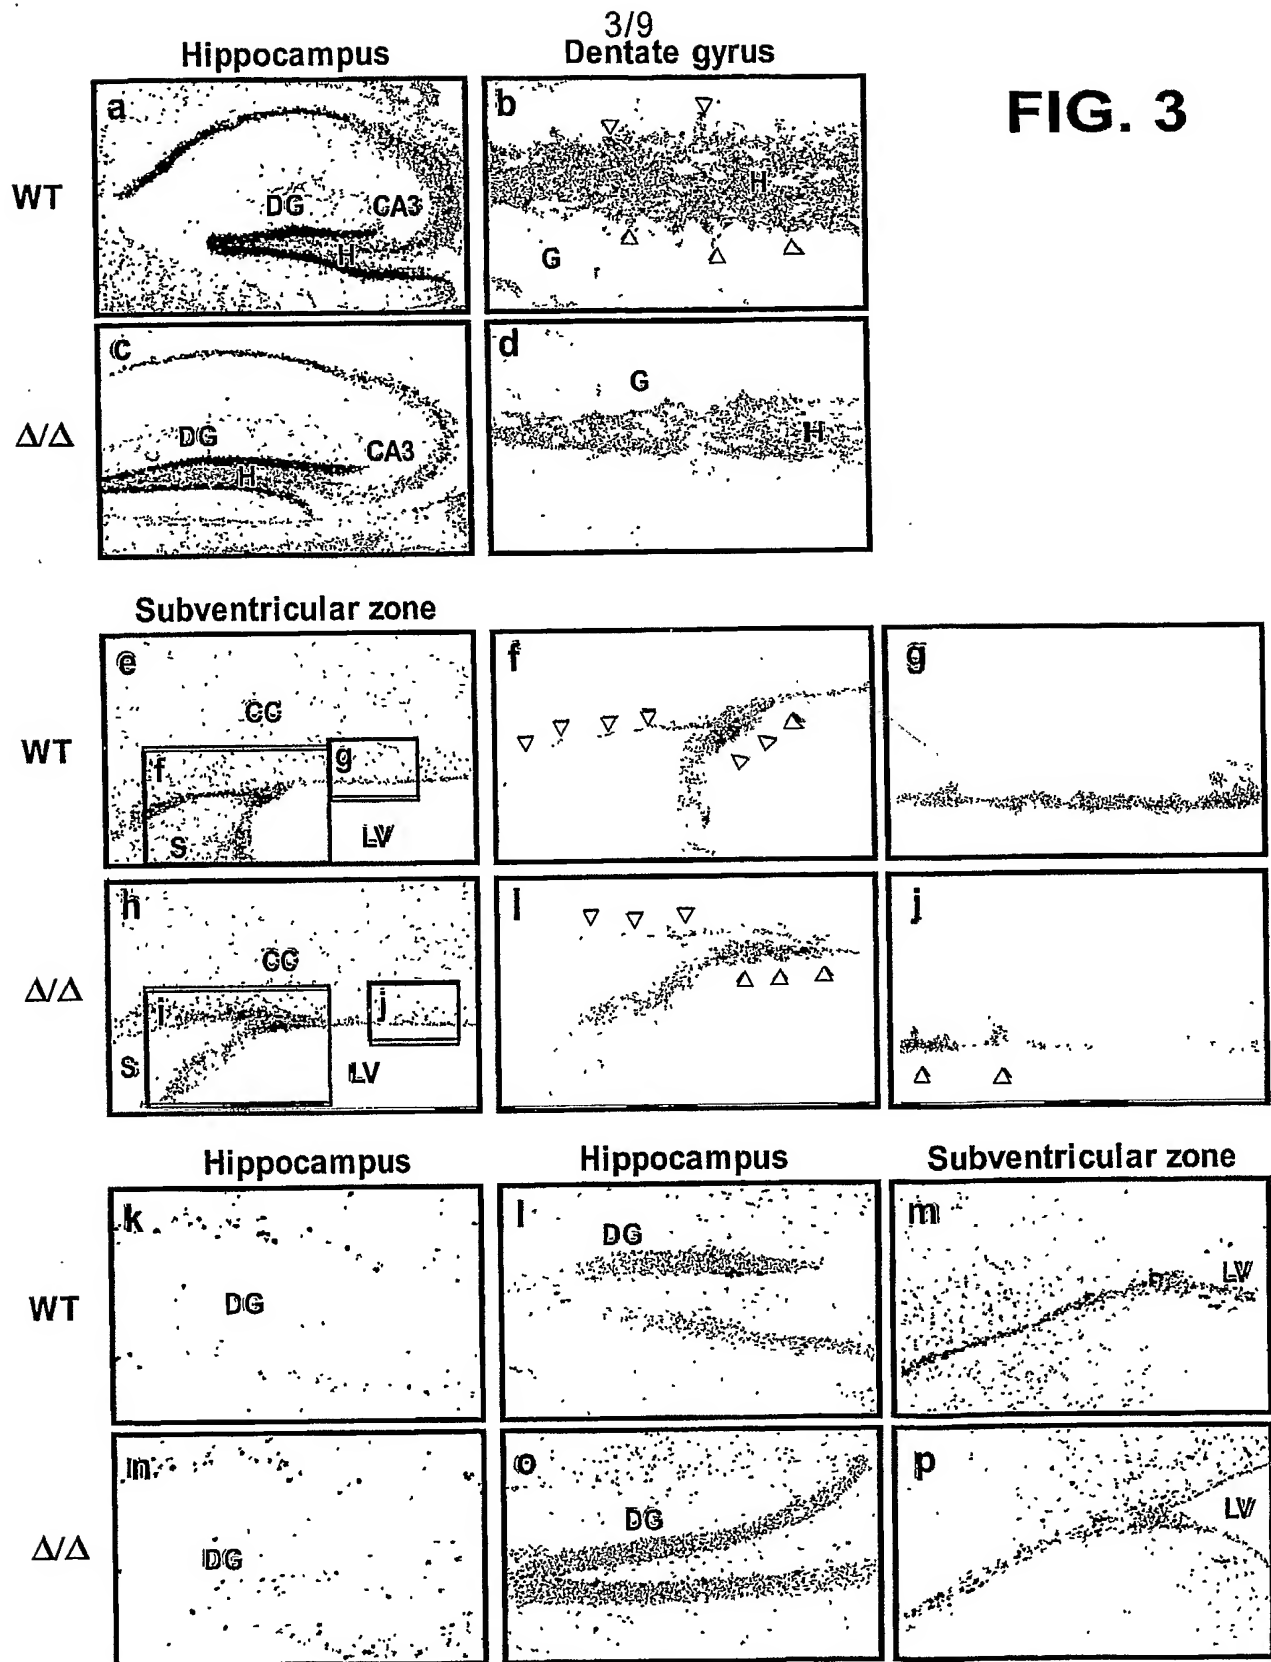 3/9
Hippocampus
Dentate gyrus
FIG. 3
WT
a
DG
CA3
H
b
H
G
Δ/Δ
c
DG
CA3
H
d
G
H
Subventricular zone
WT
e
CC
f
g
S
LV
f
g
Δ/Δ
h
CC
i
j
S
LV
i
j
Hippocampus
Hippocampus
Subventricular zone
WT
k
DG
l
DG
m
LV
Δ/Δ
n
DG
o
DG
p
LV